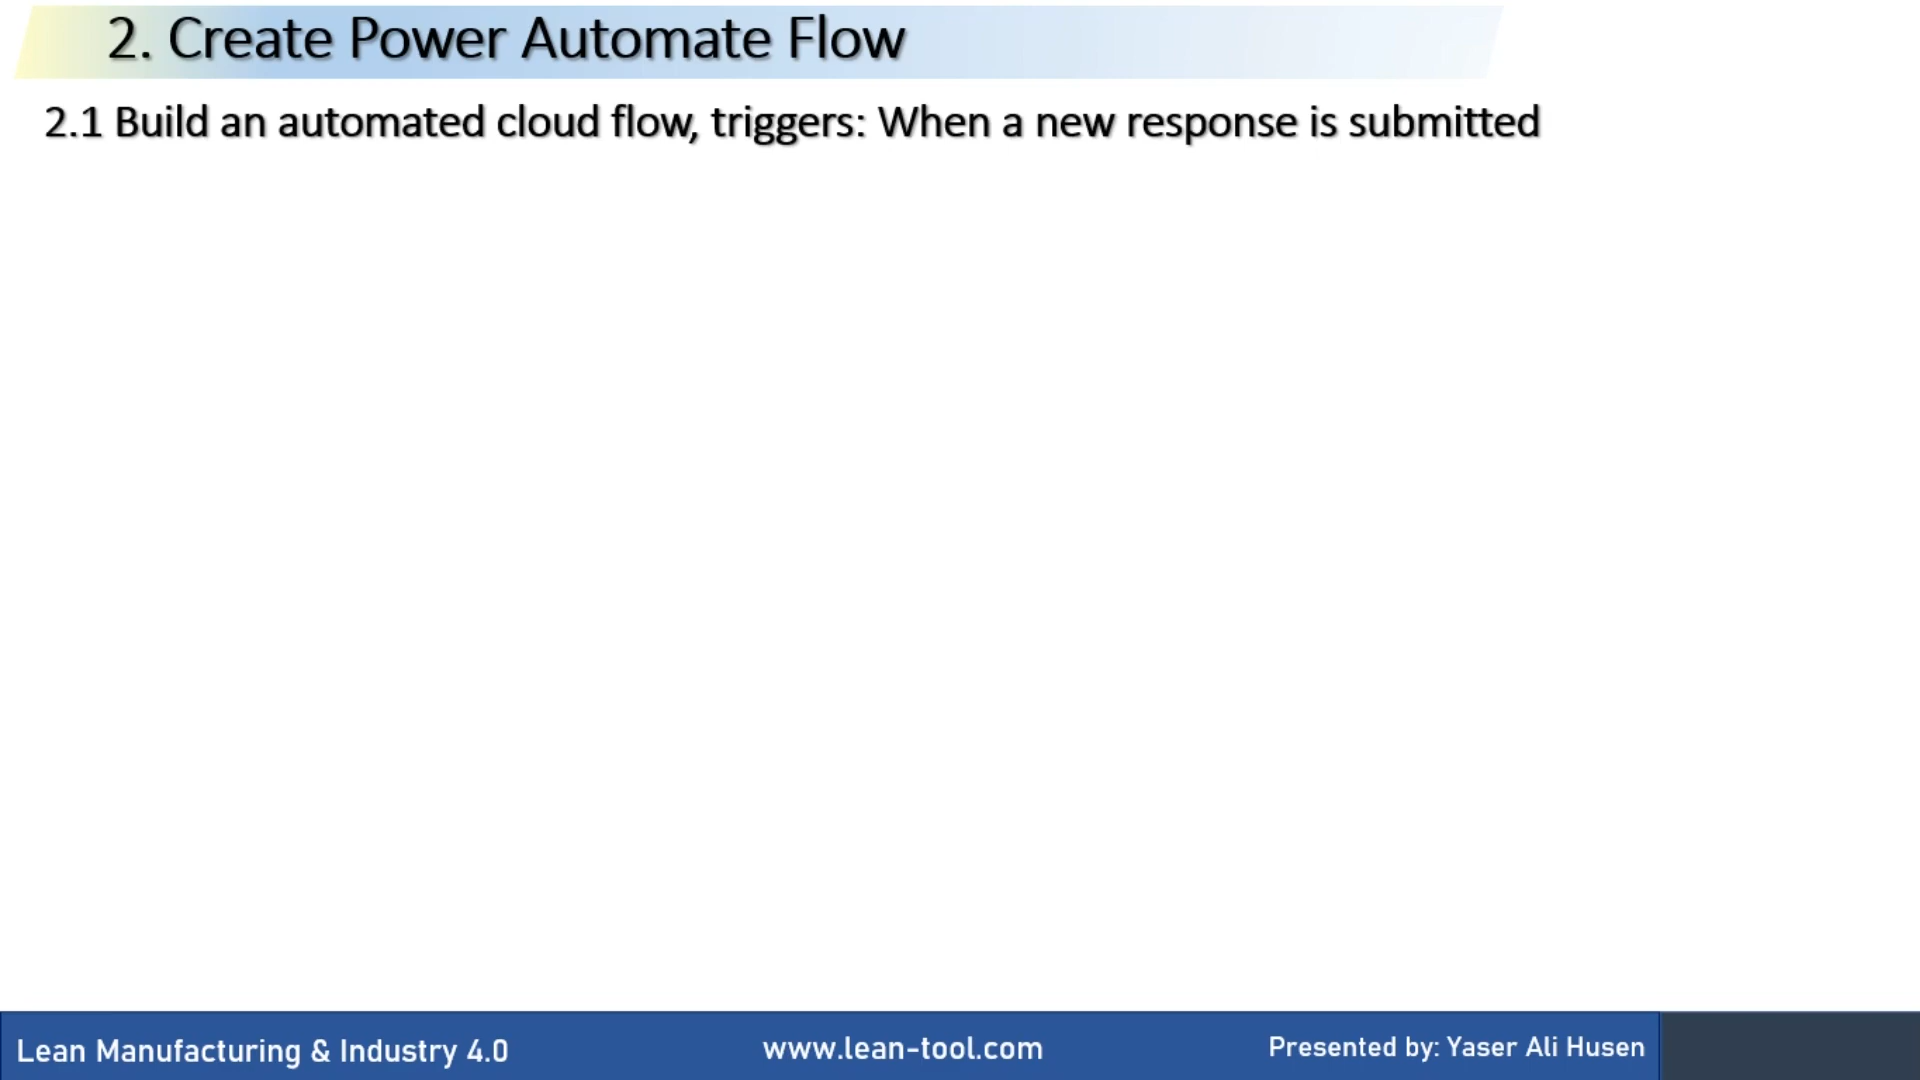 2. Create Power Automate Flow
2.1 Build an automated cloud flow, triggers: When a new response is submitted
Lean Manufacturing & Industry 4.0
www.lean-tool.com
Presented by: Yaser Ali Husen